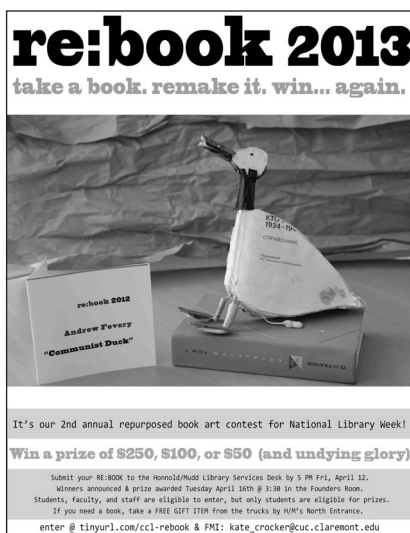 re:book 2013
take a book. remake it. win... again.
КТО
1934-194
СПРАВОЧНИК
re:book 2012
Andrew Fevery
"Communist Duck"
It's our 2nd annual repurposed book art contest for National Library Week!
Win a prize of $250, $100, or $50 (and undying glory)
Submit your RE:BOOK to the Honnold/Mudd Library Services Desk by 5 PM Fri, April 12.
Winners announced & prize awarded Tuesday April 16th @ 3:30 in the Founders Room.
Students, faculty, and staff are eligible to enter, but only students are eligible for prizes.
If you need a book, take a FREE GIFT ITEM from the trucks by H/M's North Entrance.
enter @ tinyurl.com/ccl-rebook & FMI: kate_crocker@cuc.claremont.edu